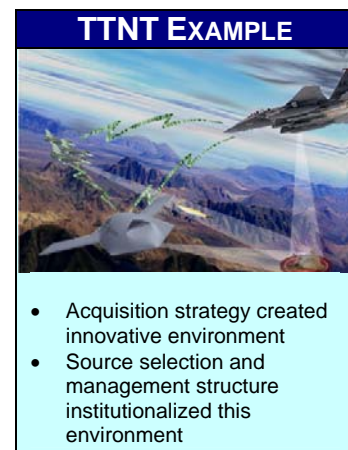 TTNT EXAMPLE
• Acquisition strategy created
innovative environment
• Source selection and
management structure
institutionalized this
environment